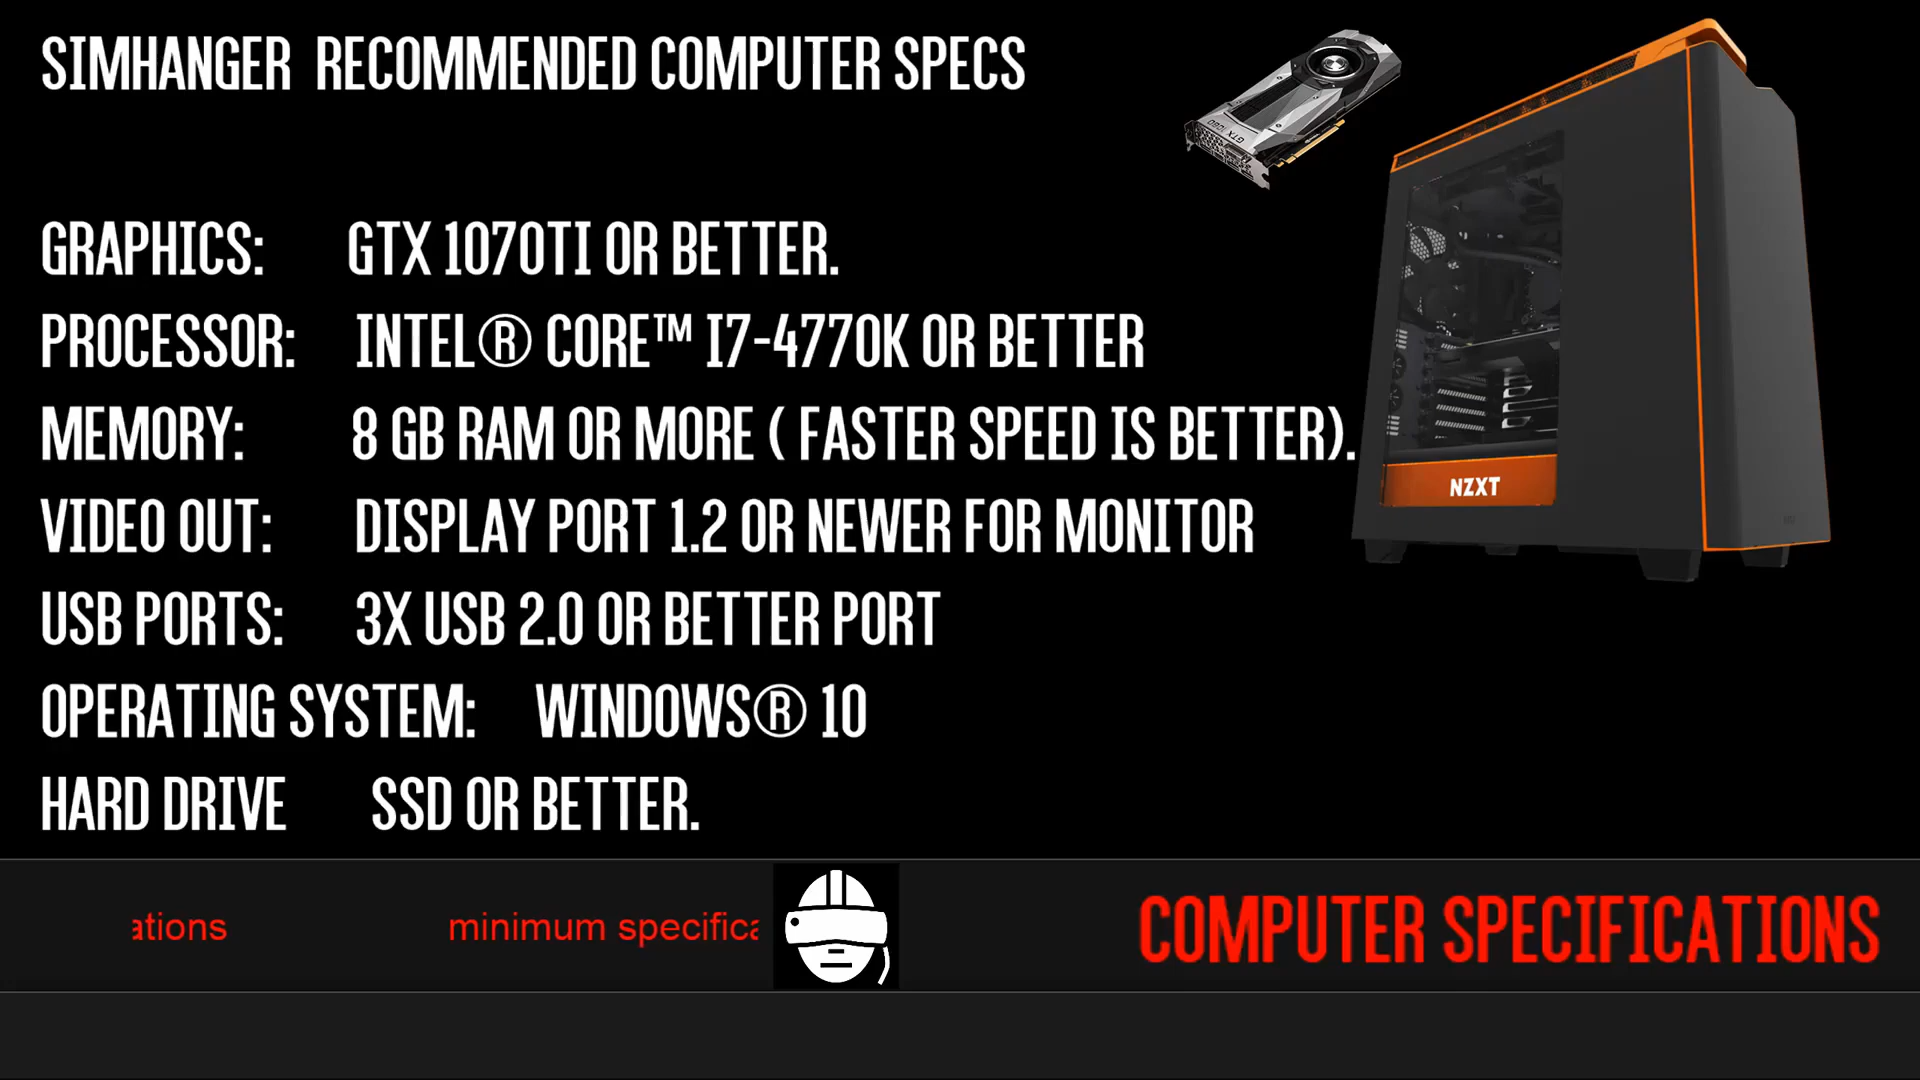 SIMHANGER RECOMMENDED COMPUTER SPECS
GTX 1080
GRAPHICS: GTX 1070TI OR BETTER.
PROCESSOR: INTEL® CORE™ I7-4770K OR BETTER
MEMORY: 8 GB RAM OR MORE ( FASTER SPEED IS BETTER).
NZXT
VIDEO OUT: DISPLAY PORT 1.2 OR NEWER FOR MONITOR
USB PORTS: 3X USB 2.0 OR BETTER PORT
OPERATING SYSTEM: WINDOWS® 10
HARD DRIVE SSD OR BETTER.
ations minimum specifica
COMPUTER SPECIFICATIONS